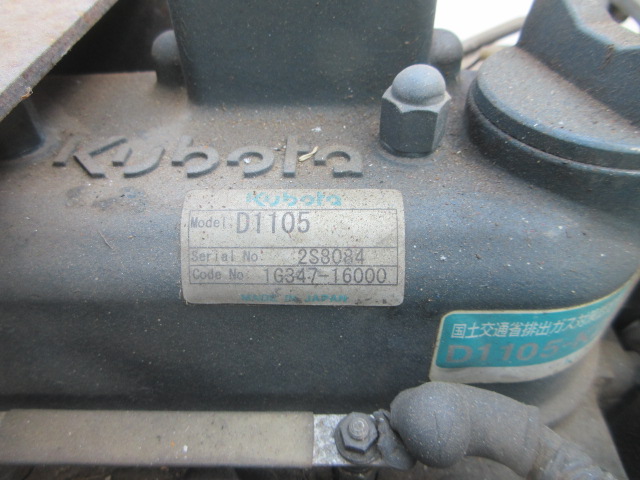 Kubota
Kubota
Model: D1105
Serial No: 2S8084
Code No: 1G347-16000
MADE IN JAPAN
国土交通省排出ガス対
D1105-